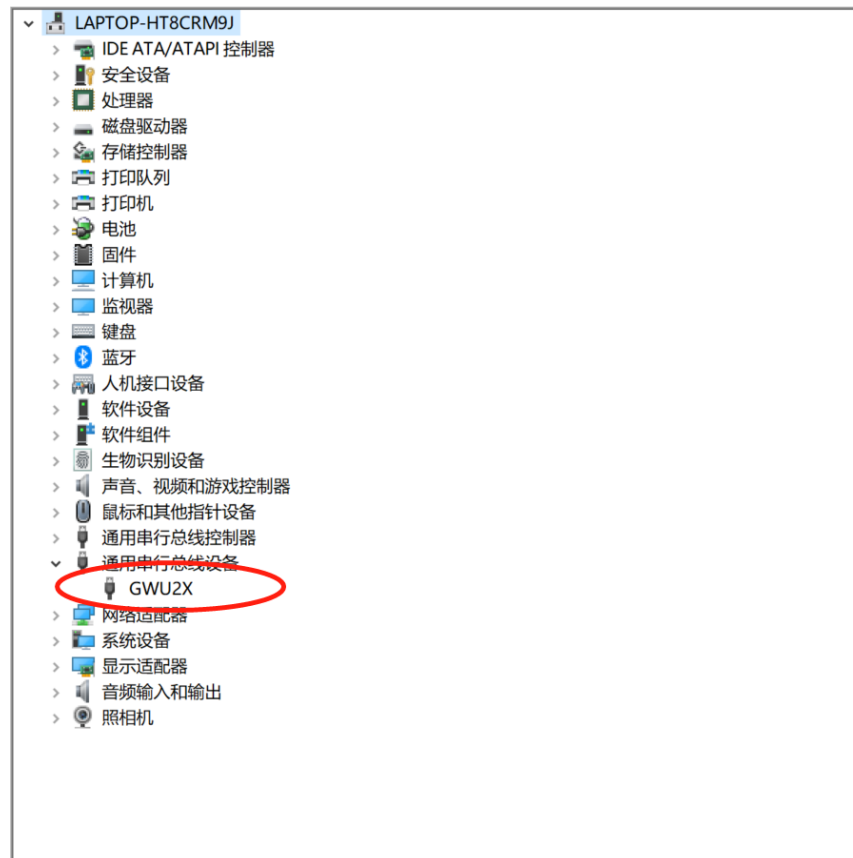 LAPTOP-HT8CRM9J
IDE ATA/ATAPI 控制器
安全设备
处理器
磁盘驱动器
存储控制器
打印队列
打印机
电池
固件
计算机
监视器
键盘
蓝牙
人机接口设备
软件设备
软件组件
生物识别设备
声音、视频和游戏控制器
鼠标和其他指针设备
通用串行总线控制器
通用串行总线设备
GWU2X
网络适配器
系统设备
显示适配器
音频输入和输出
照相机